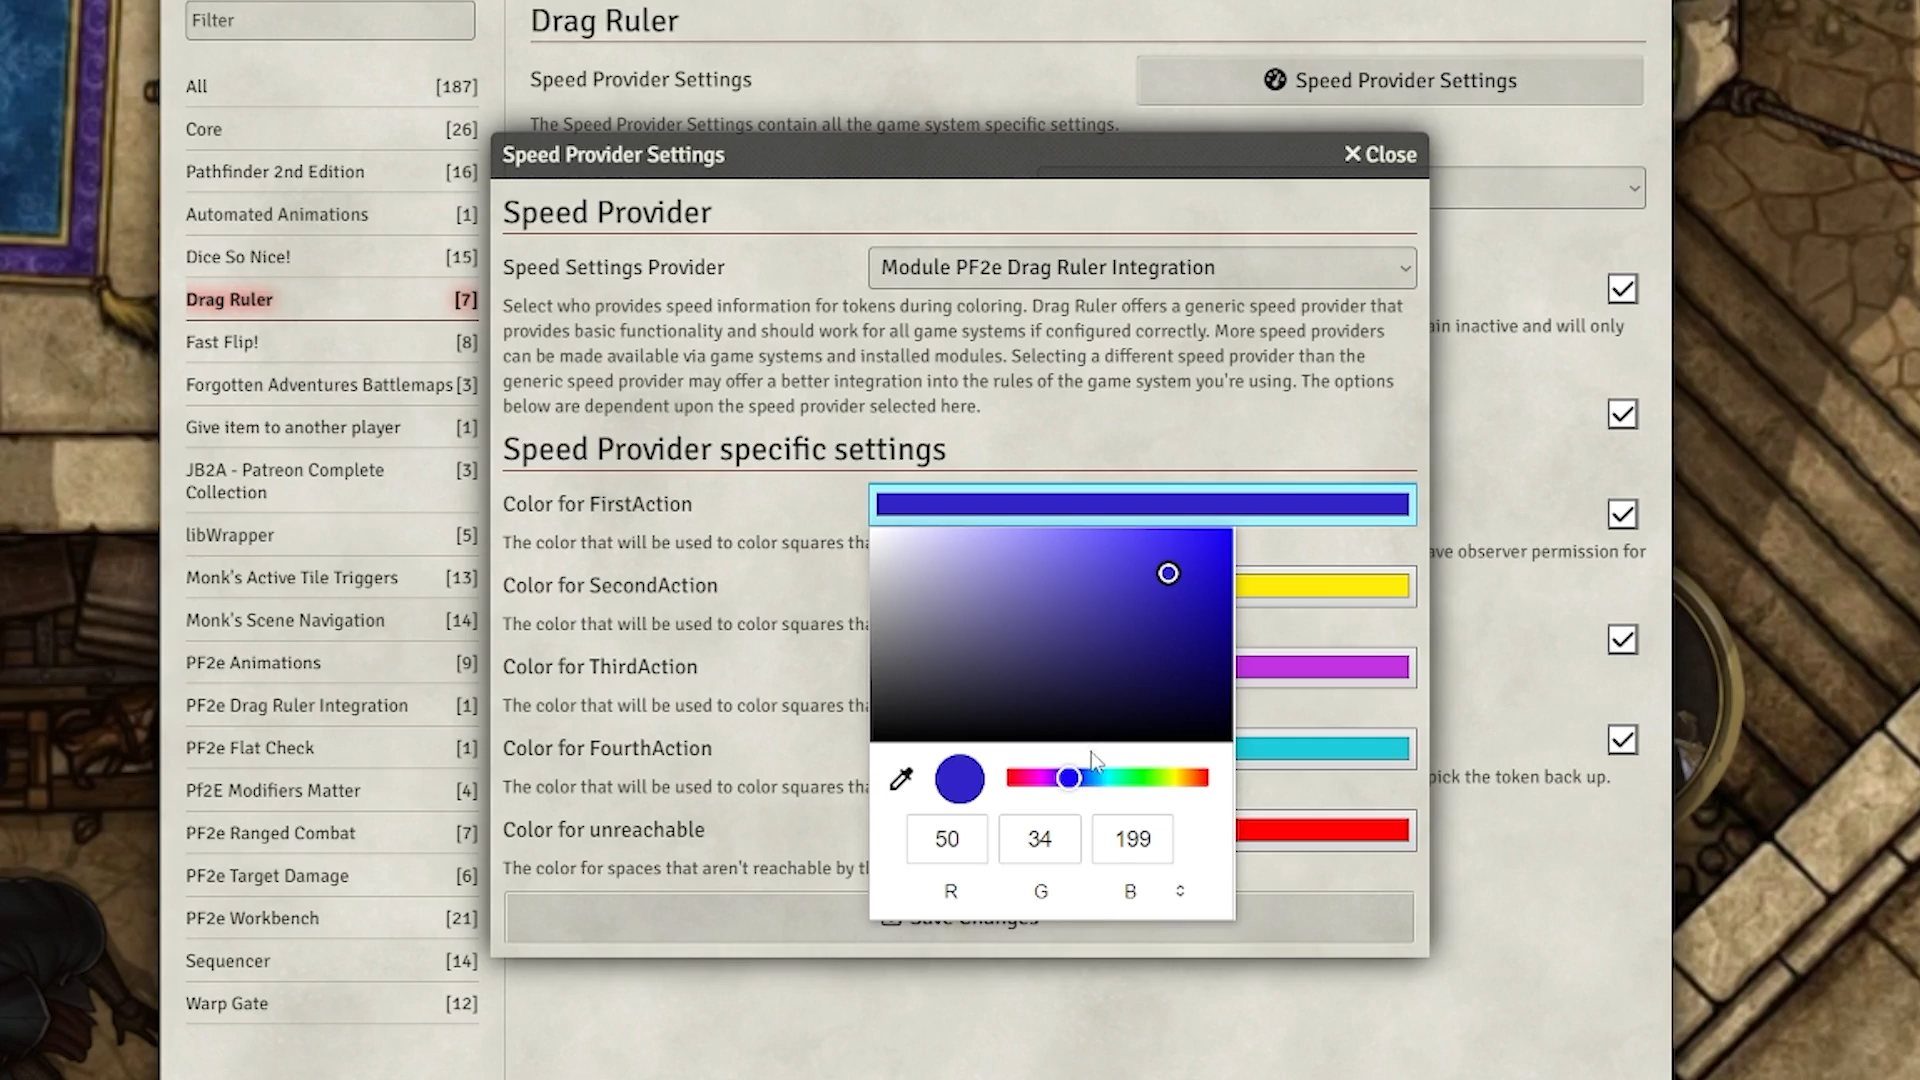 Filter
All [187]
Core [26]
Pathfinder 2nd Edition [16]
Automated Animations [1]
Dice So Nice! [15]
Drag Ruler [7]
Fast Flip! [8]
Forgotten Adventures Battlemaps [3]
Give item to another player [1]
JB2A - Patreon Complete [3]
Collection
libWrapper [5]
Monk's Active Tile Triggers [13]
Monk's Scene Navigation [14]
PF2e Animations [9]
PF2e Drag Ruler Integration [1]
PF2e Flat Check [1]
Pf2E Modifiers Matter [4]
PF2e Ranged Combat [7]
PF2e Target Damage [6]
PF2e Workbench [21]
Sequencer [14]
Warp Gate [12]
Drag Ruler
Speed Provider Settings Speed Provider Settings
The Speed Provider Settings contain all the game system specific settings.
Speed Provider Settings Close
Speed Provider
Speed Settings Provider Module PF2e Drag Ruler Integration
Select who provides speed information for tokens during coloring. Drag Ruler offers a generic speed provider that
provides basic functionality and should work for all game systems if configured correctly. More speed providers
can be made available via game systems and installed modules. Selecting a different speed provider than the
generic speed provider may offer a better integration into the rules of the game system you're using. The options
below are dependent upon the speed provider selected here.
Speed Provider specific settings
Color for FirstAction
The color that will be used to color squares
Color for SecondAction
The color that will be used to color squares
Color for ThirdAction
The color that will be used to color squares
Color for FourthAction
The color that will be used to color squares
Color for unreachable
The color for spaces that aren't reachable by
50 34 199
R G B
Save Changes
inactive and will only
observer permission for
pick the token back up.